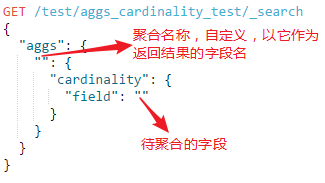 GET /test/aggs_cardinality_test/_search
{
"aggs": {
"": {
"cardinality": {
"field": ""
}
}
}
}
聚合名称，自定义，以它作为
返回结果的字段名
待聚合的字段